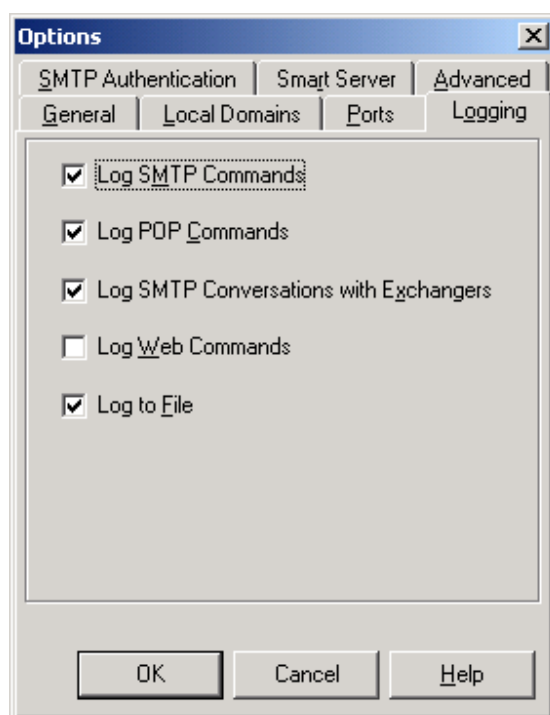 Options
SMTP Authentication Smart Server Advanced
General Local Domains Ports Logging
Log SMTP Commands
Log POP Commands
Log SMTP Conversations with Exchangers
Log Web Commands
Log to File
OK Cancel Help